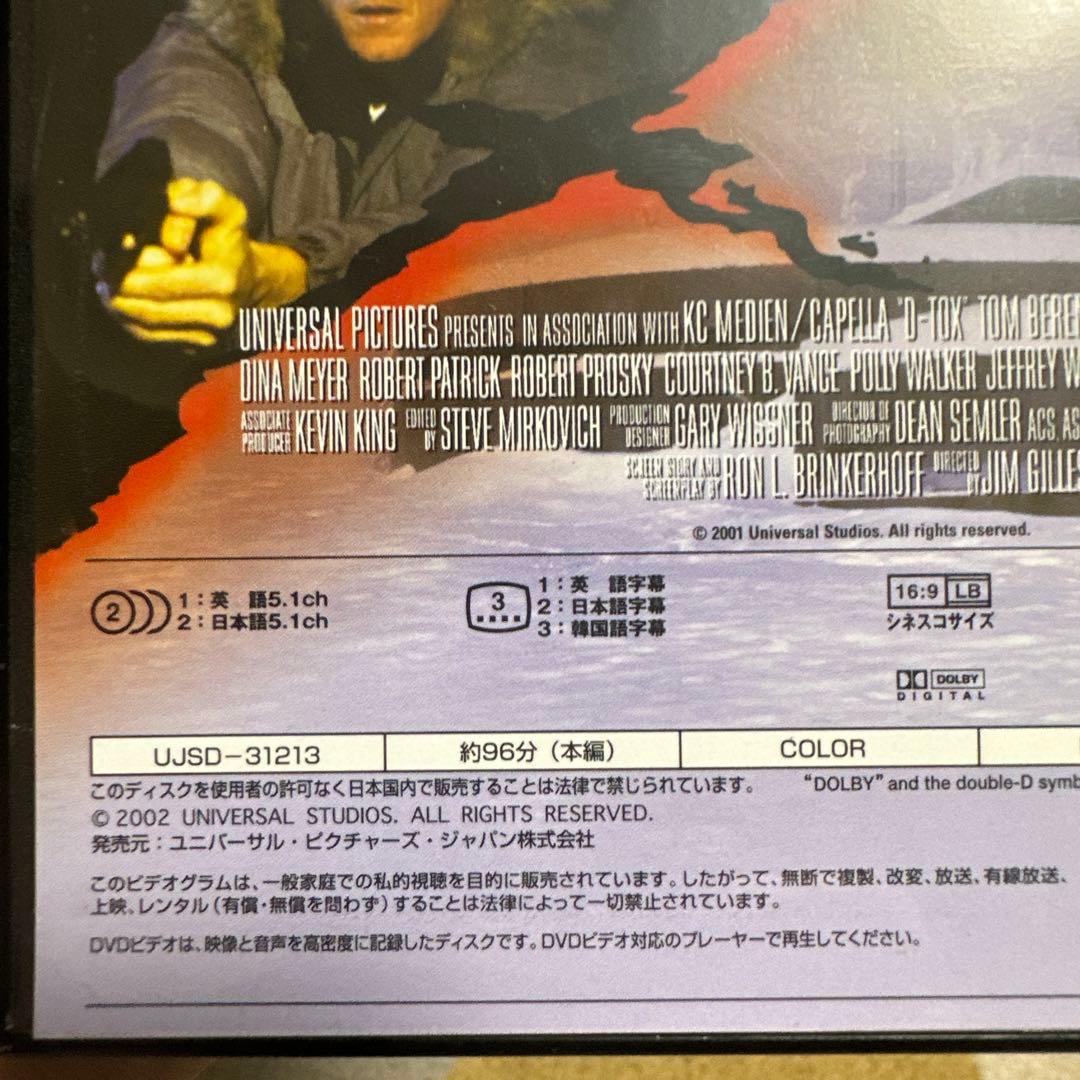 UNIVERSAL PICTURES PRESENTS IN ASSOCIATION WITH KC MEDIEN/CAPELLA "D-TOX" TOM BEREN
DINA MEYER ROBERT PATRICK ROBERT PROSKY COURTNEY B. VANCE POLLY WALKER JEFFREY W
ASSOCIATE PRODUCER KEVIN KING EDITED BY STEVE MIRKOVICH PRODUCTION DESIGNER GARY WISSNER DIRECTOR OF PHOTOGRAPHY DEAN SEMLER ACS. AS
SCREEN STORY AND SCREENPLAY BY RON L. BRINKERHOFF DIRECTED BY JIM GILLES
© 2001 Universal Studios. All rights reserved.
2
1：英　語5.1ch
2：日本語5.1ch
3
1：英　語字幕
2：日本語字幕
3：韓国語字幕
16:9 LB
シネスコサイズ
DOLBY
DIGITAL
UJSD-31213 約96分（本編） COLOR
このディスクを使用者の許可なく日本国内で販売することは法律で禁じられています。 "DOLBY" and the double-D symb
© 2002 UNIVERSAL STUDIOS. ALL RIGHTS RESERVED.
発売元：ユニバーサル・ピクチャーズ・ジャパン株式会社
このビデオグラムは、一般家庭での私的視聴を目的に販売されています。したがって、無断で複製、改変、放送、有線放送、
上映、レンタル（有償・無償を問わず）することは法律によって一切禁止されています。
DVDビデオは、映像と音声を高密度に記録したディスクです。DVDビデオ対応のプレーヤーで再生してください。